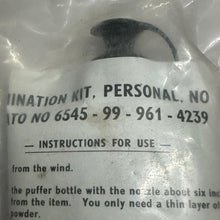 INATION KIT, PERSONAL, NO
ATO NO 6545 - 99 - 961 - 4239
— INSTRUCTIONS FOR USE —
from the wind.
the puffer bottle with the nozzle about six inc
from the item. You only need a thin layer of
powder.